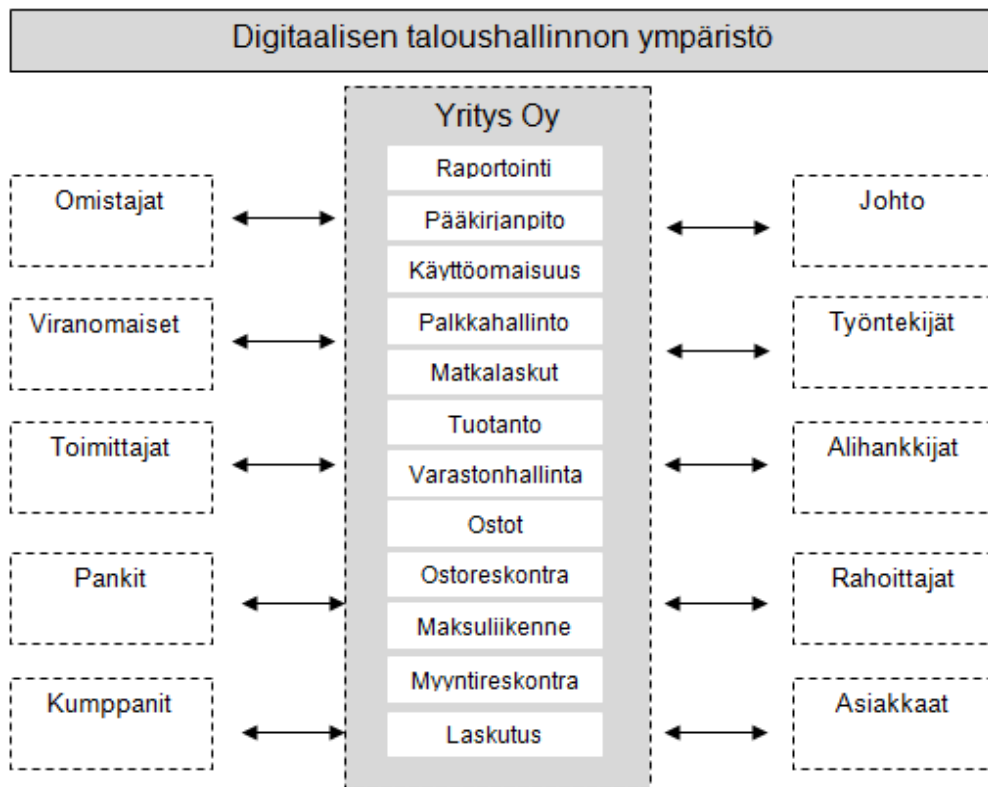 Digitaalisen taloushallinnon ympäristö
Yritys Oy
Raportointi
Pääkirjanpito
Käyttöomaisuus
Palkkahallinto
Matkalaskut
Tuotanto
Varastonhallinta
Ostot
Ostoreskontra
Maksuliikenne
Myyntireskontra
Laskutus
Omistajat
Viranomaiset
Toimittajat
Pankit
Kumppanit
Johto
Työntekijät
Alihankkijat
Rahoittajat
Asiakkaat